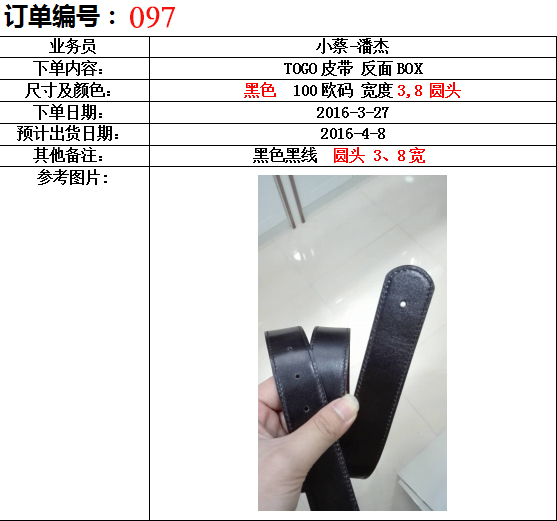 订单编号：097
业务员 小蔡-潘杰
下单内容： TOGO皮带 反面BOX
尺寸及颜色： 黑色 100欧码 宽度3,8圆头
下单日期： 2016-3-27
预计出货日期： 2016-4-8
其他备注： 黑色黑线 圆头 3、8宽
参考图片：